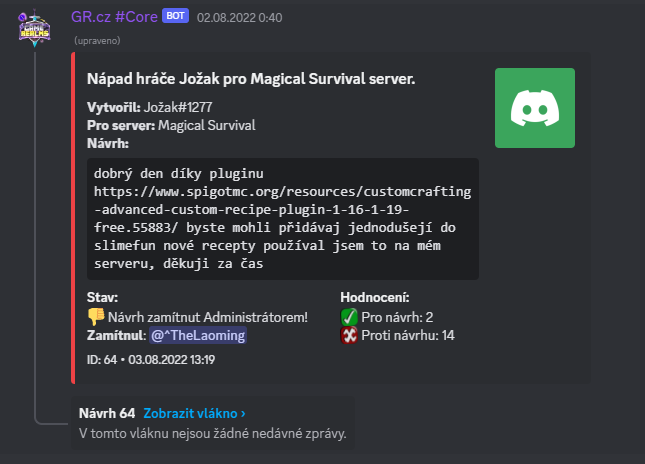 GAME REALMS
GR.cz #Core BOT 02.08.2022 0:40
(upraveno)
Nápad hráče Jožak pro Magical Survival server.
Vytvořil: Jožak#1277
Pro server: Magical Survival
Návrh:
dobrý den díky pluginu
https://www.spigotmc.org/resources/customcrafting
-advanced-custom-recipe-plugin-1-16-1-19-
free.55883/ byste mohli přidávaj jednodušejí do
slimefun nové recepty používal jsem to na mém
serveru, děkuji za čas
Stav:
Návrh zamítnut Administrátorem!
Zamítnul: @^TheLaoming
Hodnocení:
Pro návrh: 2
Proti návrhu: 14
ID: 64 • 03.08.2022 13:19
Návrh 64 Zobrazit vlákno ›
V tomto vláknu nejsou žádné nedávné zprávy.